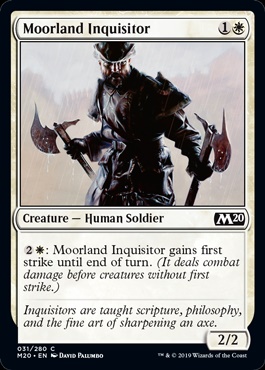 Moorland Inquisitor 1
Creature — Human Soldier M20
2 : Moorland Inquisitor gains first
strike until end of turn. (It deals combat
damage before creatures without first
strike.)
Inquisitors are taught scripture, philosophy,
and the fine art of sharpening an axe.
2/2
031/280 C
M20 • EN DAVID PALUMBO ™ & © 2019 Wizards of the Coast